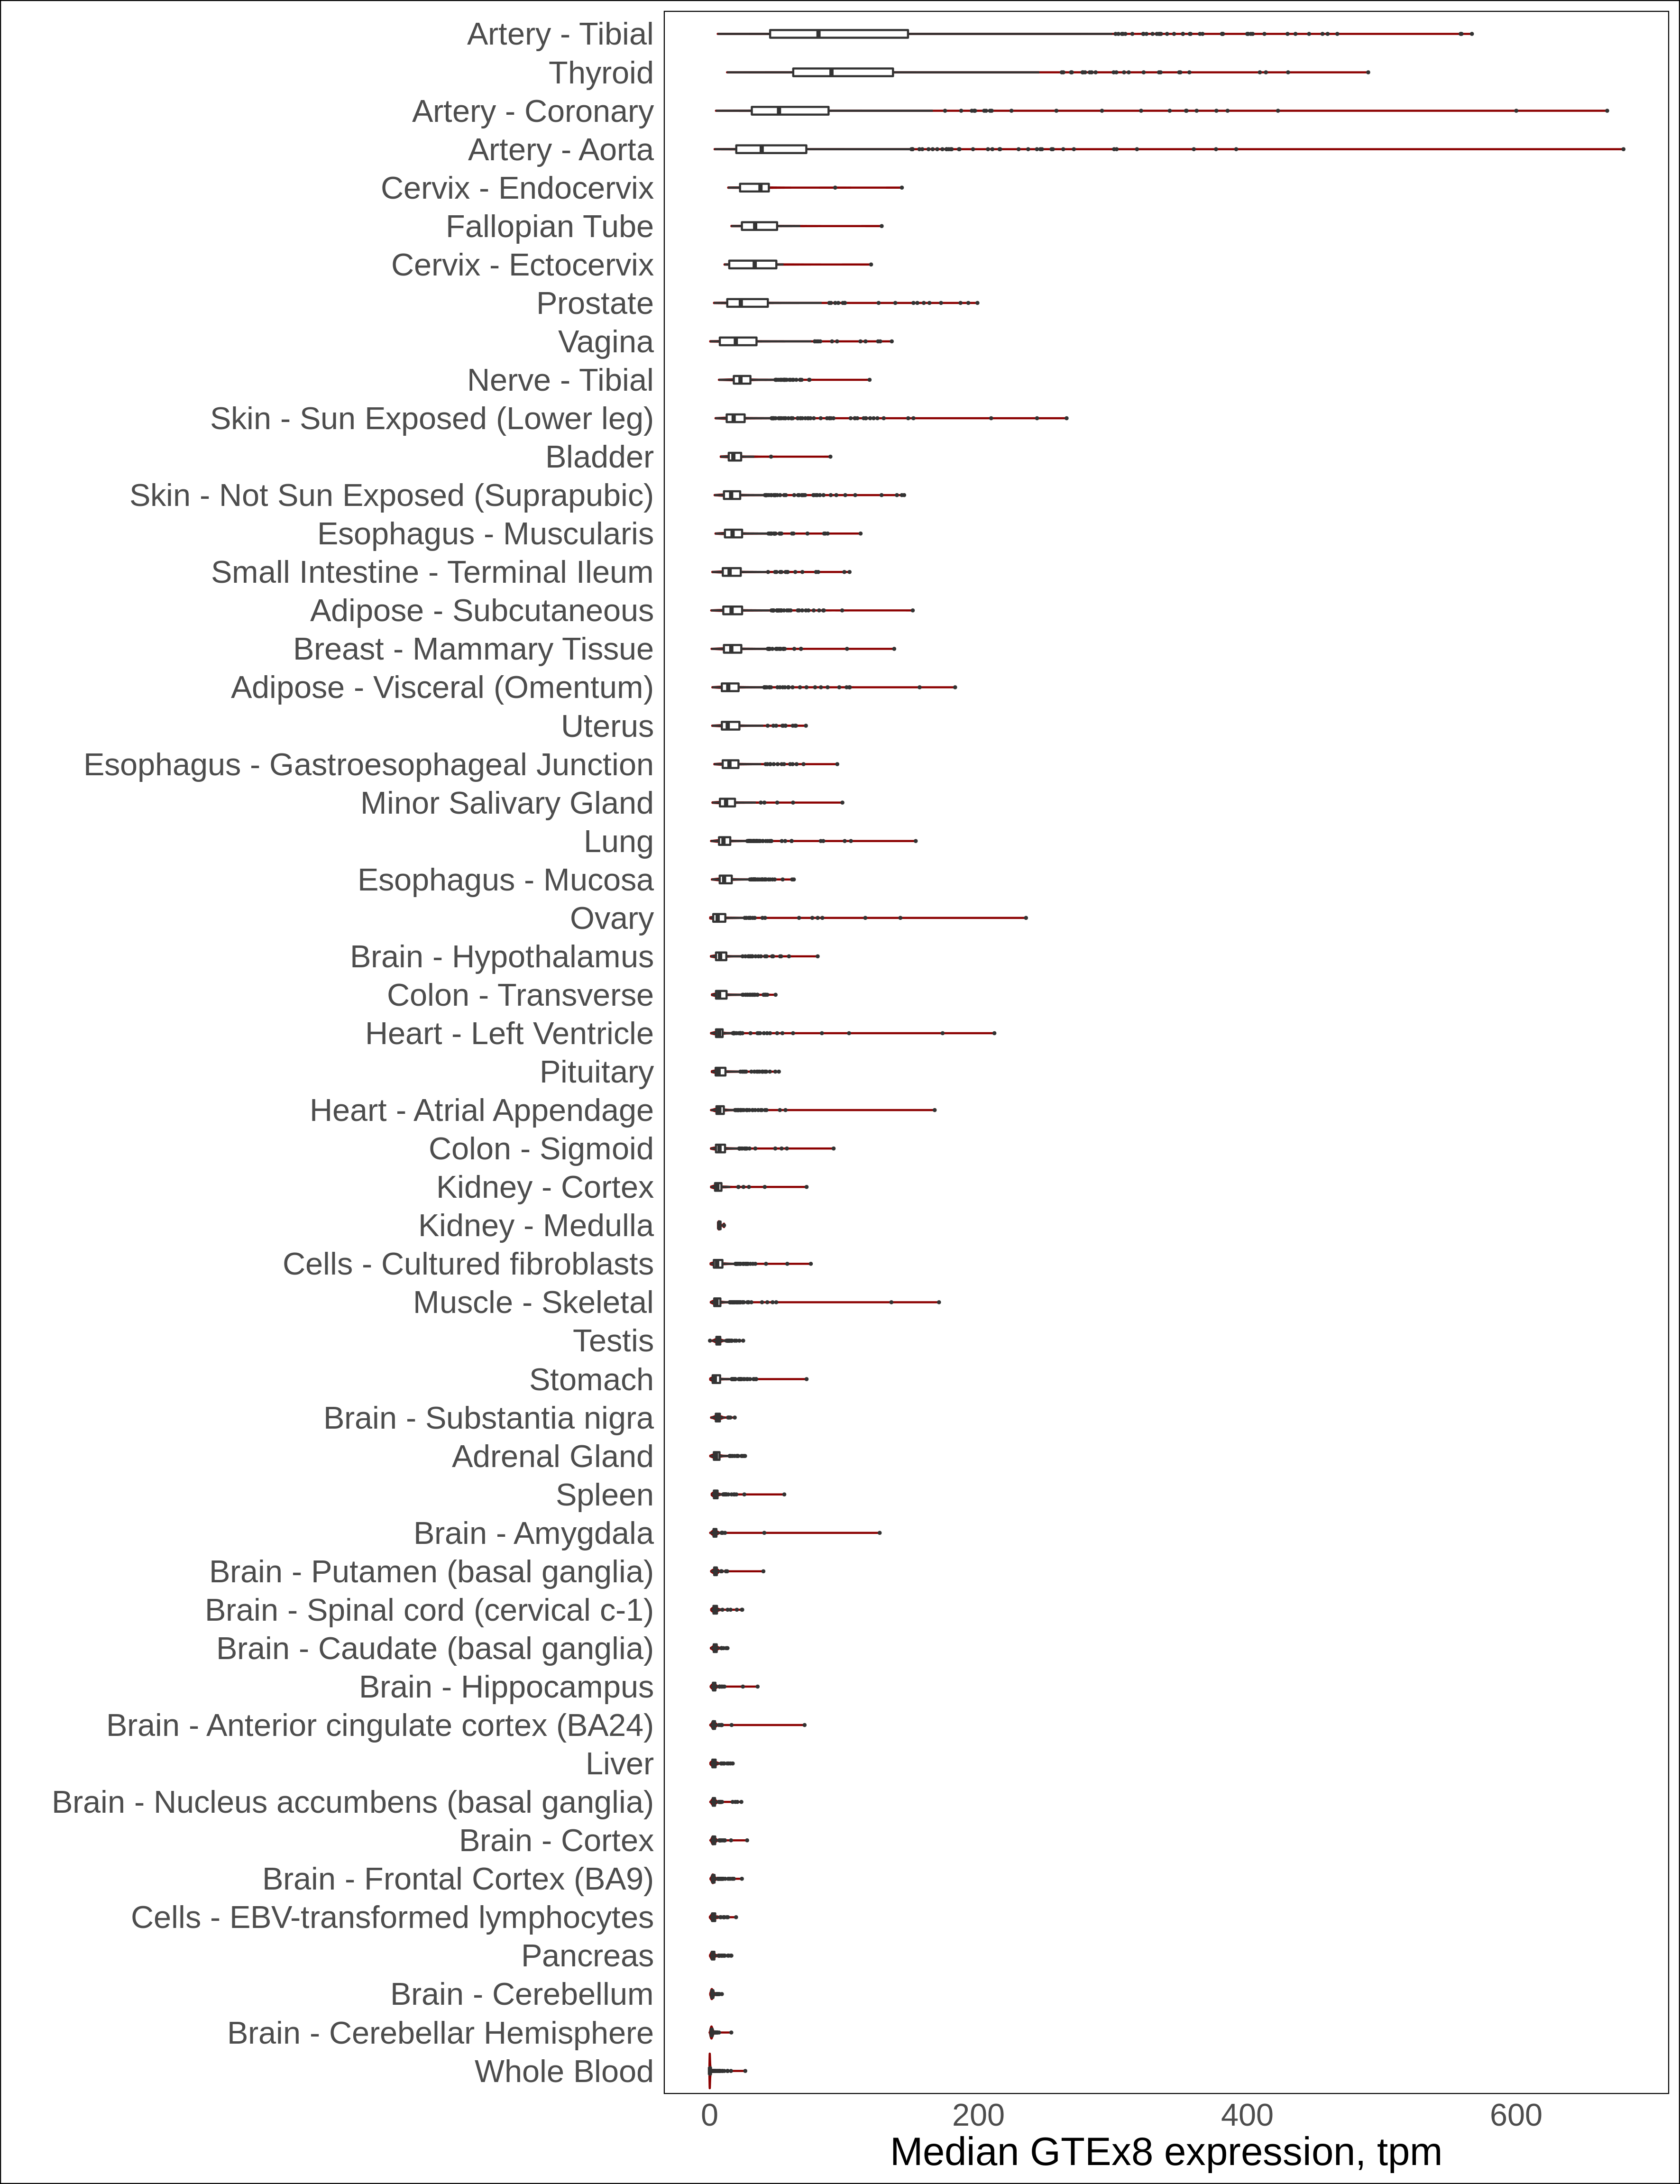 Artery - Tibial
Thyroid
Artery - Coronary
Artery - Aorta
Cervix - Endocervix
Fallopian Tube
Cervix - Ectocervix
Prostate
Vagina
Nerve - Tibial
Skin - Sun Exposed (Lower leg)
Bladder
Skin - Not Sun Exposed (Suprapubic)
Esophagus - Muscularis
Small Intestine - Terminal Ileum
Adipose - Subcutaneous
Breast - Mammary Tissue
Adipose - Visceral (Omentum)
Uterus
Esophagus - Gastroesophageal Junction
Minor Salivary Gland
Lung
Esophagus - Mucosa
Ovary
Brain - Hypothalamus
Colon - Transverse
Heart - Left Ventricle
Pituitary
Heart - Atrial Appendage
Colon - Sigmoid
Kidney - Cortex
Kidney - Medulla
Cells - Cultured fibroblasts
Muscle - Skeletal
Testis
Stomach
Brain - Substantia nigra
Adrenal Gland
Spleen
Brain - Amygdala
Brain - Putamen (basal ganglia)
Brain - Spinal cord (cervical c-1)
Brain - Caudate (basal ganglia)
Brain - Hippocampus
Brain - Anterior cingulate cortex (BA24)
Liver
Brain - Nucleus accumbens (basal ganglia)
Brain - Cortex
Brain - Frontal Cortex (BA9)
Cells - EBV-transformed lymphocytes
Pancreas
Brain - Cerebellum
Brain - Cerebellar Hemisphere
Whole Blood
0 200 400 600
Median GTEx8 expression, tpm